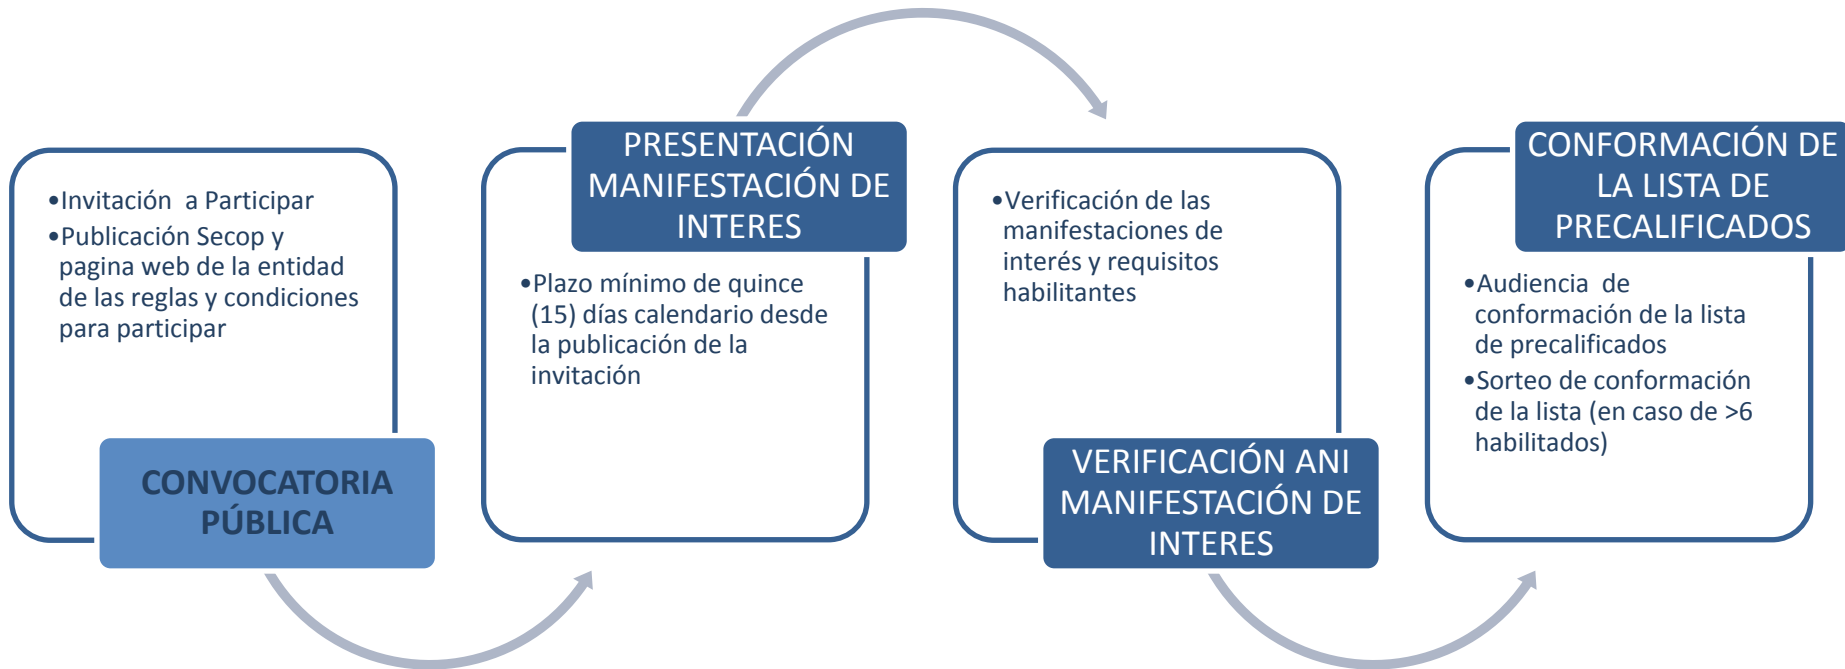 •Invitación a Participar
•Publicación Secop y
pagina web de la entidad
de las reglas y condiciones
para participar
CONVOCATORIA
PÚBLICA
PRESENTACIÓN
MANIFESTACIÓN DE
INTERES
•Plazo mínimo de quince
(15) días calendario desde
la publicación de la
invitación
•Verificación de las
manifestaciones de
interés y requisitos
habilitantes
VERIFICACIÓN ANI
MANIFESTACIÓN DE
INTERES
CONFORMACIÓN DE
LA LISTA DE
PRECALIFICADOS
•Audiencia de
conformación de la lista
de precalificados
•Sorteo de conformación
de la lista (en caso de >6
habilitados)